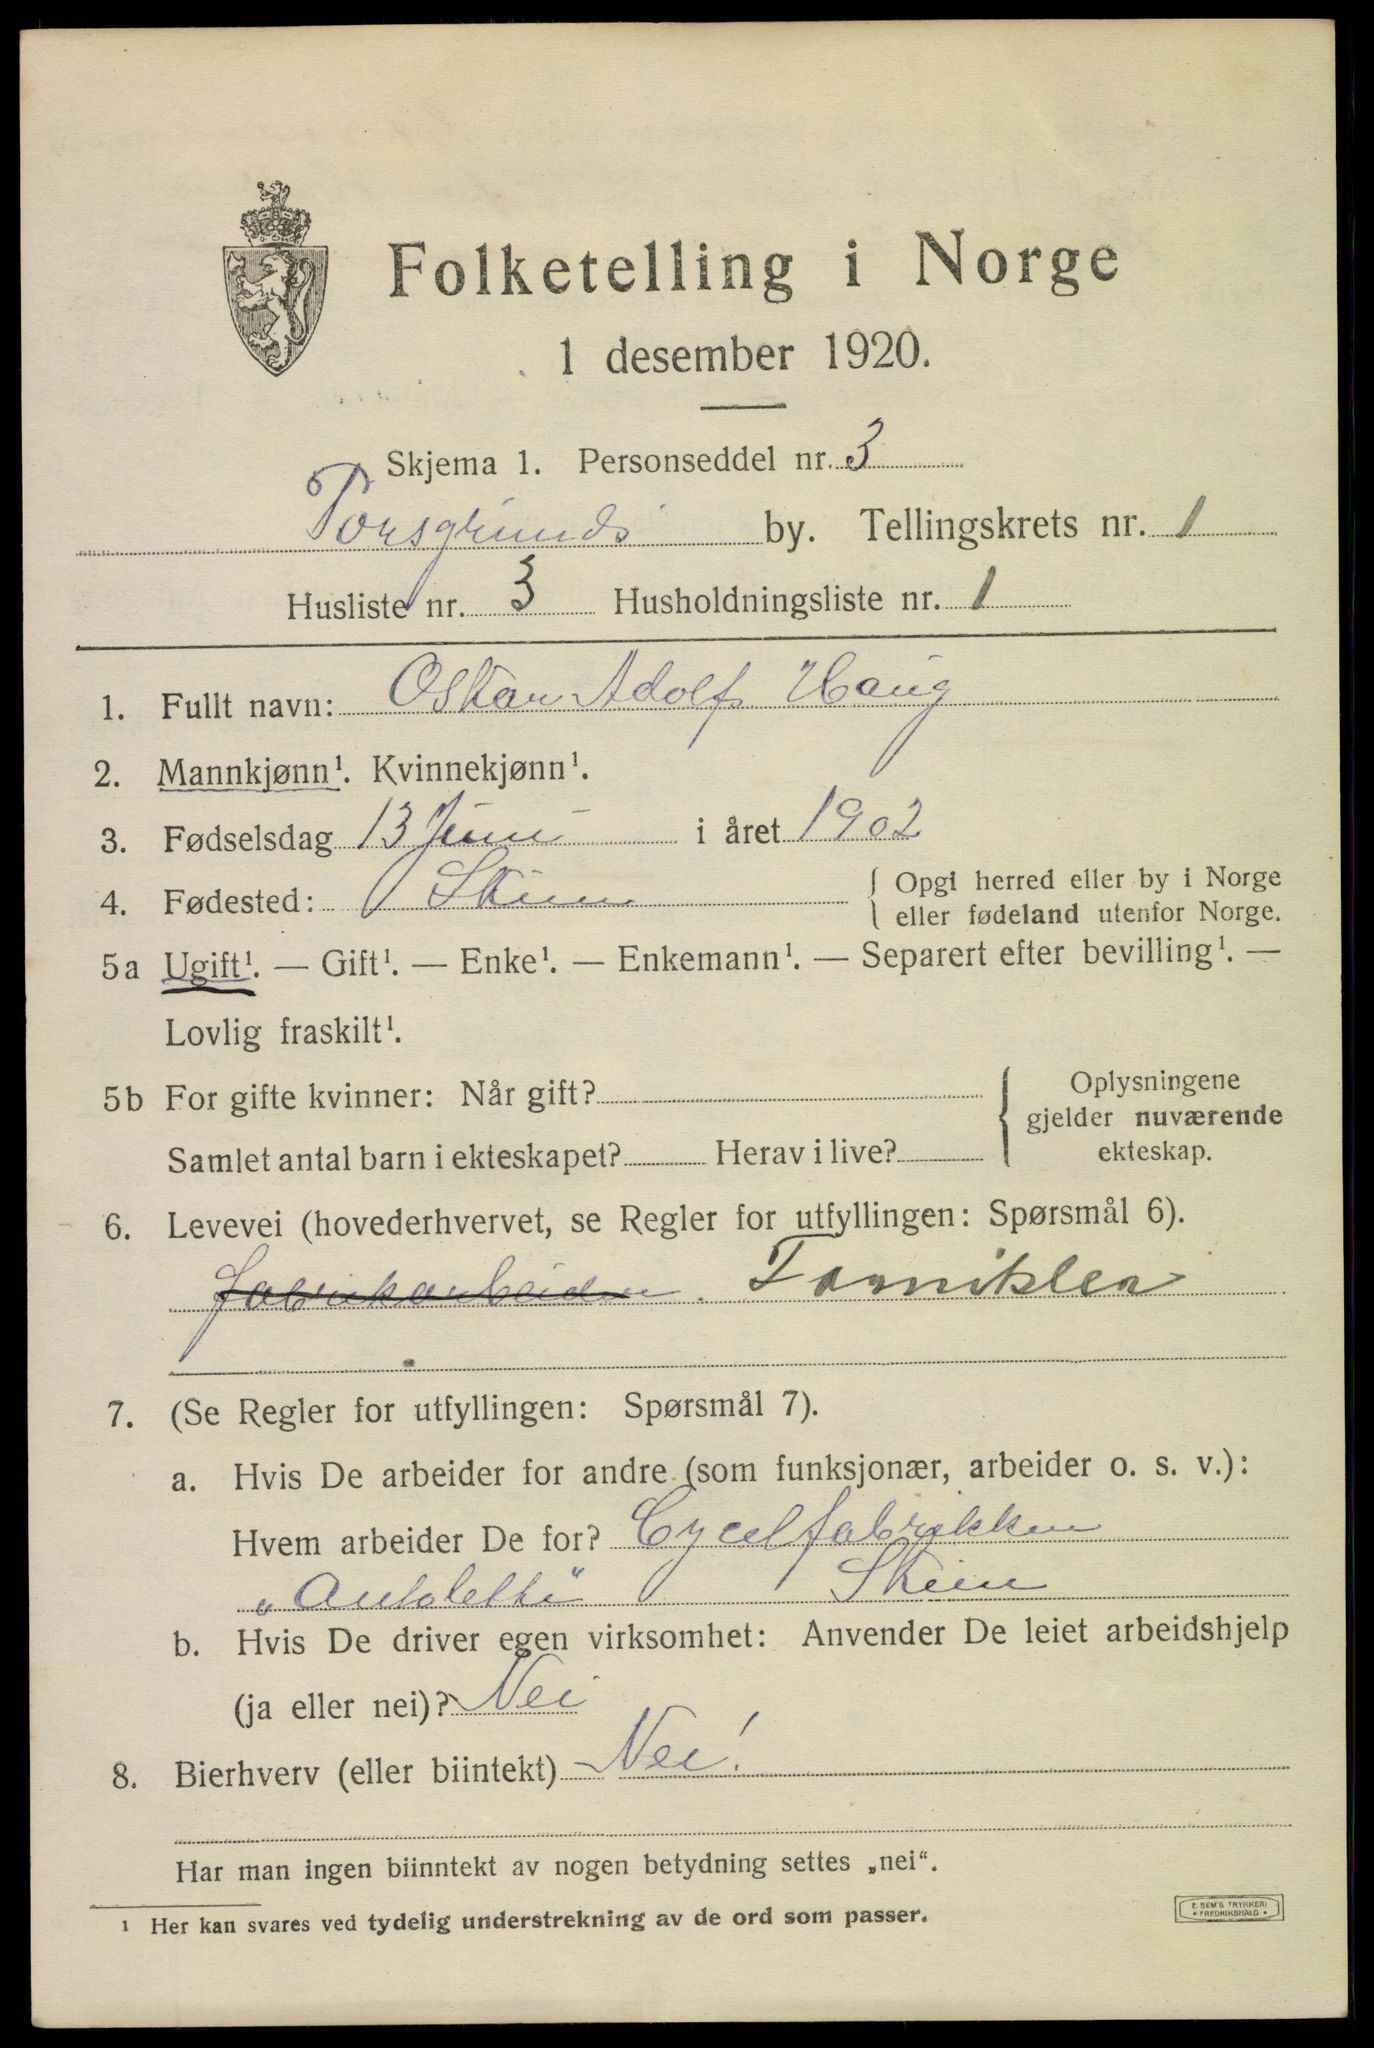 Folketelling i Norge
1 desember 1920.
Skjema 1. Personseddel nr. 3
Porsgrunds by. Tellingskrets nr. 1
Husliste nr. 3 Husholdningsliste nr. 1
1. Fullt navn: Oskar Adolf Haug
2. Mannkjønn¹. Kvinnekjønn¹.
3. Fødselsdag 13 Juni i året 1902
4. Fødested: Skien { Opgi herred eller by i Norge
eller fødeland utenfor Norge.
5a Ugift¹. — Gift¹. — Enke¹. — Enkemann¹. — Separert efter bevilling¹. —
Lovlig fraskilt¹.
5b For gifte kvinner: Når gift?
Samlet antal barn i ekteskapet? Herav i live?
{ Oplysningene
gjelder nuværende
ekteskap.
6. Levevei (hovederhvervet, se Regler for utfyllingen: Spørsmål 6).
fabrikarbeider. Fornikler
7. (Se Regler for utfyllingen: Spørsmål 7).
a. Hvis De arbeider for andre (som funksjonær, arbeider o. s. v.):
Hvem arbeider De for? Cycelfabrikken
Skien
b. Hvis De driver egen virksomhet: Anvender De leiet arbeidshjelp
(ja eller nei)? Nei
8. Bierhverv (eller biintekt) Nei!
Har man ingen biinntekt av nogen betydning settes „nei“.
¹ Her kan svares ved tydelig understrekning av de ord som passer.
E. SEM'S TRYKKERI
* FREDRIKSHALD *